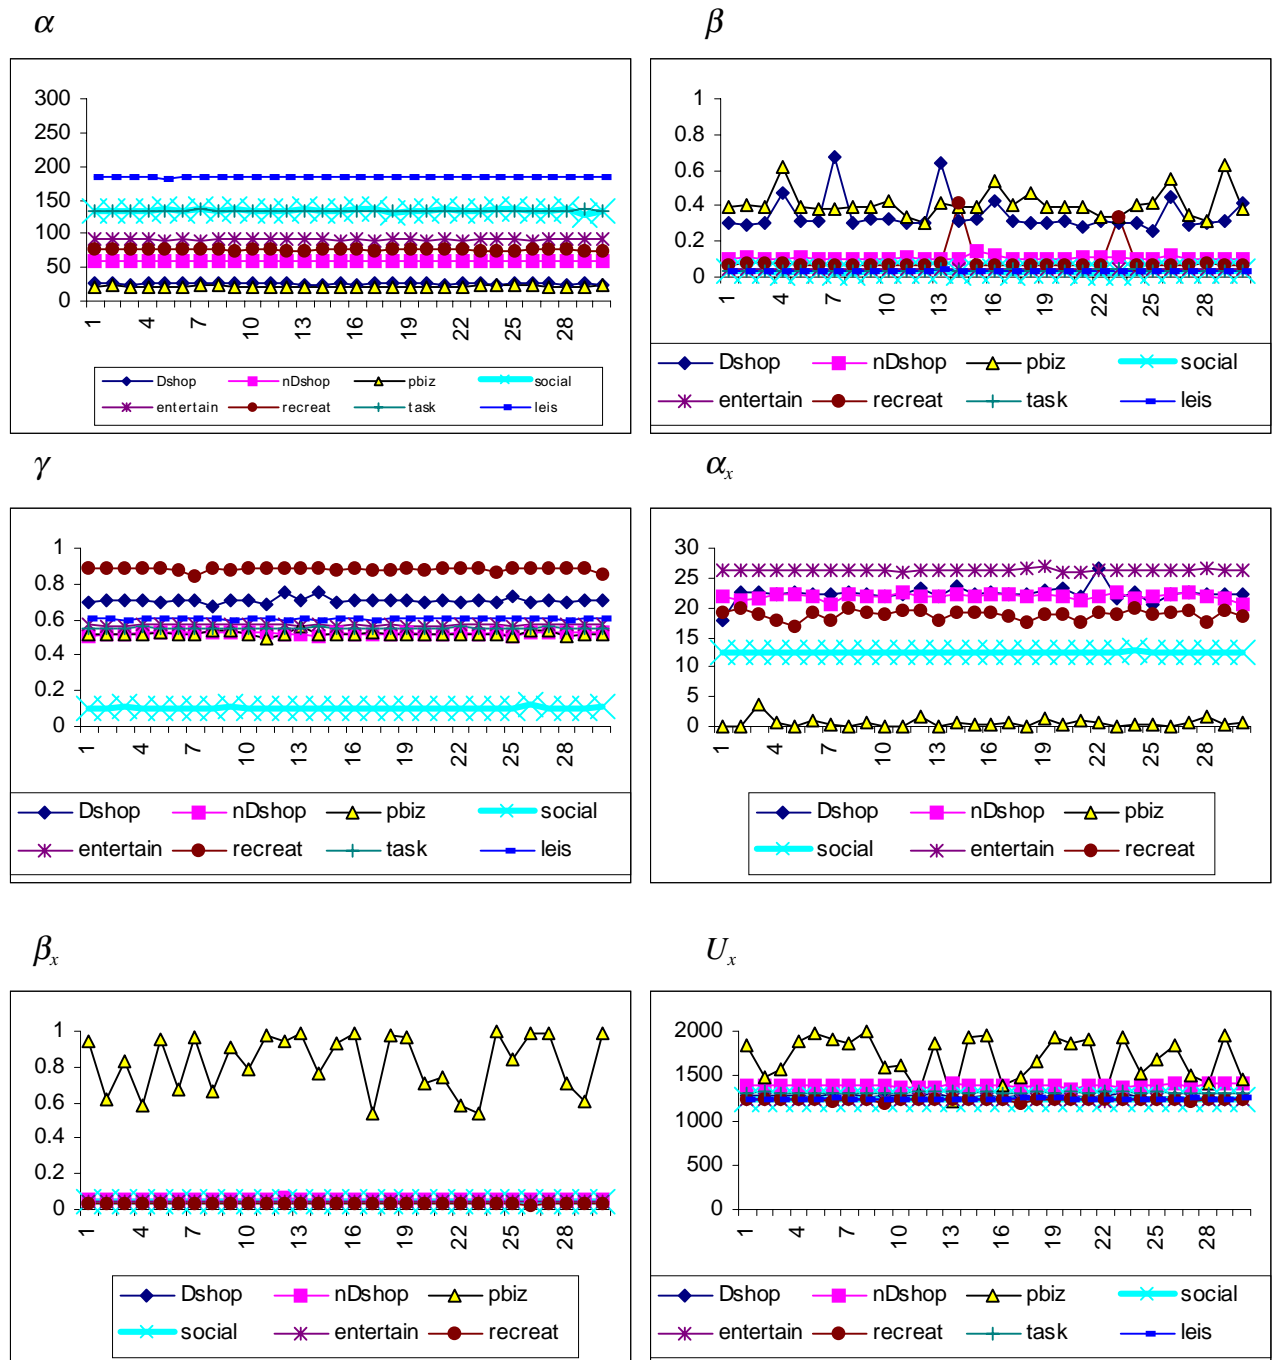 α
300
250
200
150
100
50
0
1 4 7 10 13 16 19 22 25 28
Dshop nDshop pbiz social
entertain recreat task leis
β
1
0.8
0.6
0.4
0.2
0
1 4 7 10 13 16 19 22 25 28
Dshop nDshop pbiz social
entertain recreat task leis
γ
1
0.8
0.6
0.4
0.2
0
1 4 7 10 13 16 19 22 25 28
Dshop nDshop pbiz social
entertain recreat task leis
αx
30
25
20
15
10
5
0
1 4 7 10 13 16 19 22 25 28
Dshop nDshop pbiz
social entertain recreat
βx
1
0.8
0.6
0.4
0.2
0
1 4 7 10 13 16 19 22 25 28
Dshop nDshop pbiz
social entertain recreat
Ux
2000
1500
1000
500
0
1 4 7 10 13 16 19 22 25 28
Dshop nDshop pbiz social
entertain recreat task leis